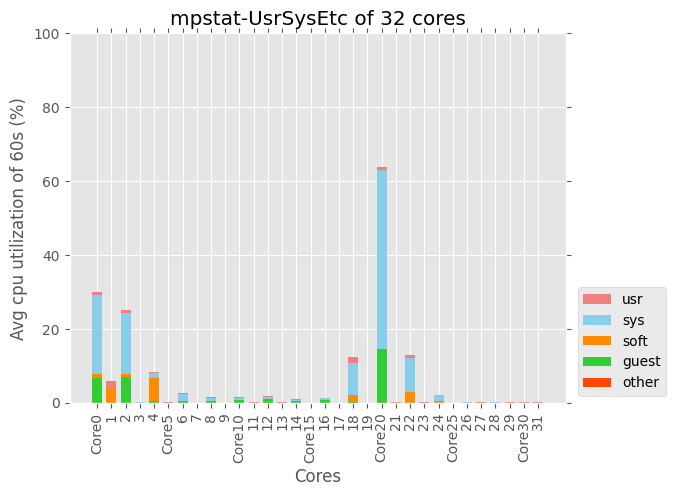 mpstat-UsrSysEtc of 32 cores
Avg cpu utilization of 60s (%)
100
80
60
40
20
0
Core0
1
2
3
4
Core5
6
7
8
9
Core10
11
12
13
14
Core15
16
17
18
19
Core20
21
22
23
24
Core25
26
27
28
29
Core30
31
Cores
usr
sys
soft
guest
other